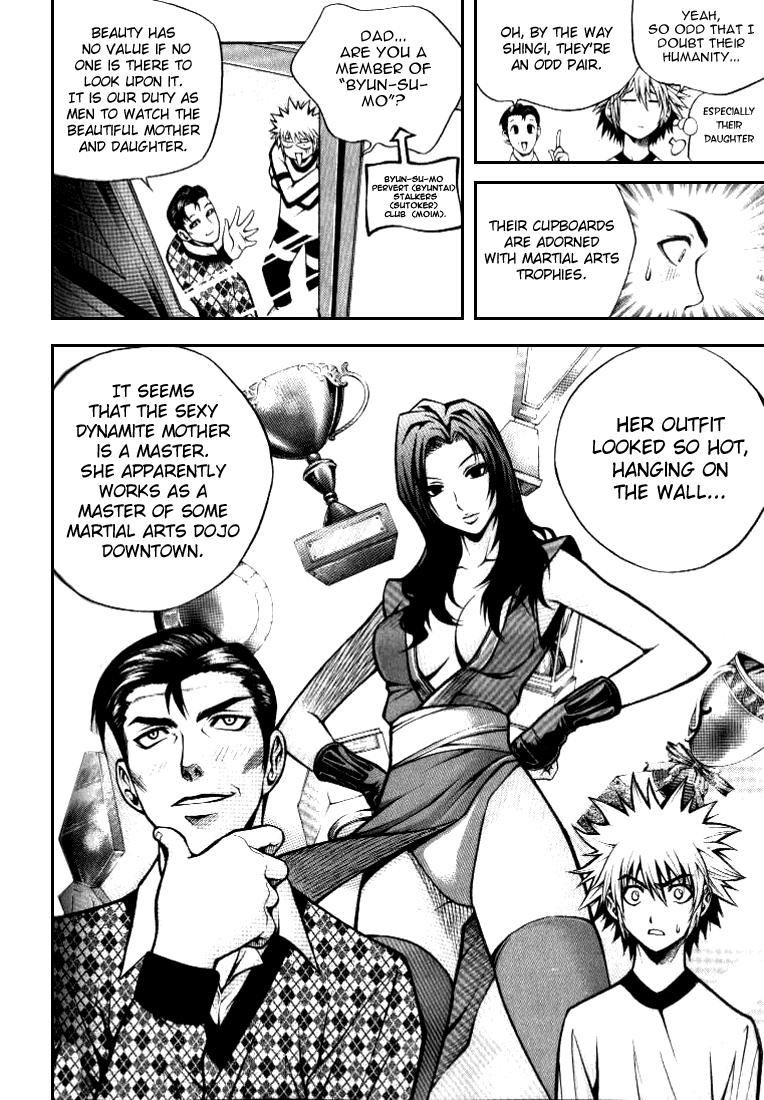 BEAUTY HAS
NO VALUE IF NO
ONE IS THERE TO
LOOK UPON IT.
IT IS OUR DUTY AS
MEN TO WATCH THE
BEAUTIFUL MOTHER
AND DAUGHTER.
DAD...
ARE YOU A
MEMBER OF
"BYUN-SU-
MO"?
BYUN-SU-MO
PERVERT (BYUNTAI)
STALKERS
(SUTOKER)
CLUB (MOIM).
OH, BY THE WAY
SHINGI, THEY'RE
AN ODD PAIR.
YEAH,
SO ODD THAT I
DOUBT THEIR
HUMANITY...
ESPECIALLY
THEIR
DAUGHTER
THEIR CUPBOARDS
ARE ADORNED
WITH MARTIAL ARTS
TROPHIES.
IT SEEMS
THAT THE SEXY
DYNAMITE MOTHER
IS A MASTER.
SHE APPARENTLY
WORKS AS A
MASTER OF SOME
MARTIAL ARTS DOJO
DOWNTOWN.
HER OUTFIT
LOOKED SO HOT,
HANGING ON
THE WALL...